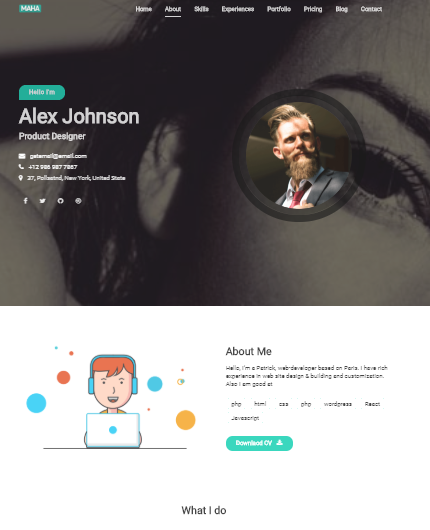 MAHA
Home About Skills Experiences Portfolio Pricing Blog Contact
Hello I'm
Alex Johnson
Product Designer
getemail@email.com
+12 986 987 7867
27, Pallastnd, New York, United State
About Me
Hello, I'm a Patrick, web-developer based on Paris. I have rich
experience in web site design & building and customization.
Also I am good at
php html css php wordpress React
Javascript
Download CV
What I do